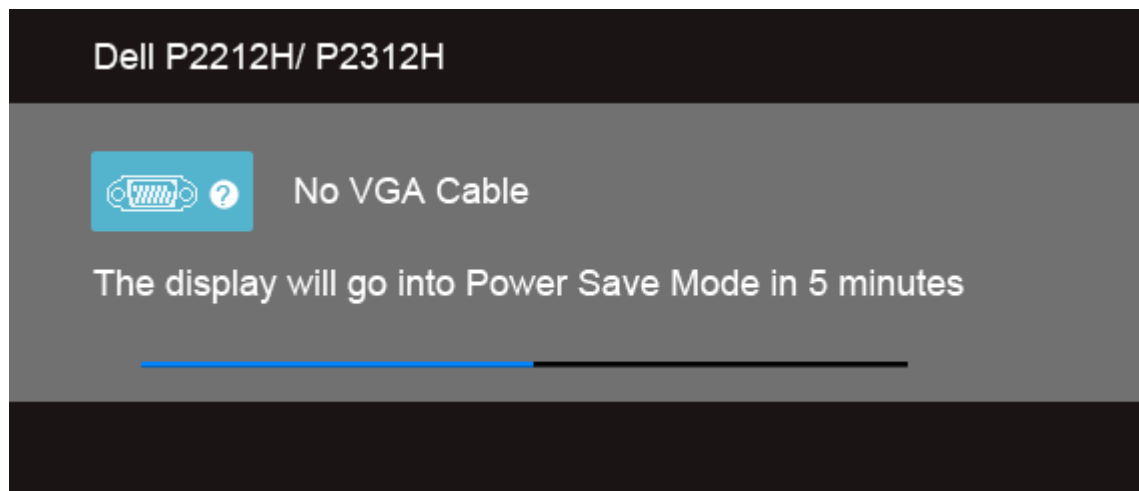 Dell P2212H/ P2312H
No VGA Cable
The display will go into Power Save Mode in 5 minutes